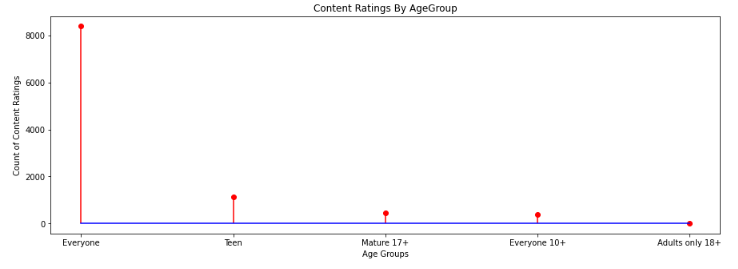 Content Ratings By AgeGroup
Count of Content Ratings
8000
6000
4000
2000
0
Everyone
Teen
Mature 17+
Everyone 10+
Adults only 18+
Age Groups